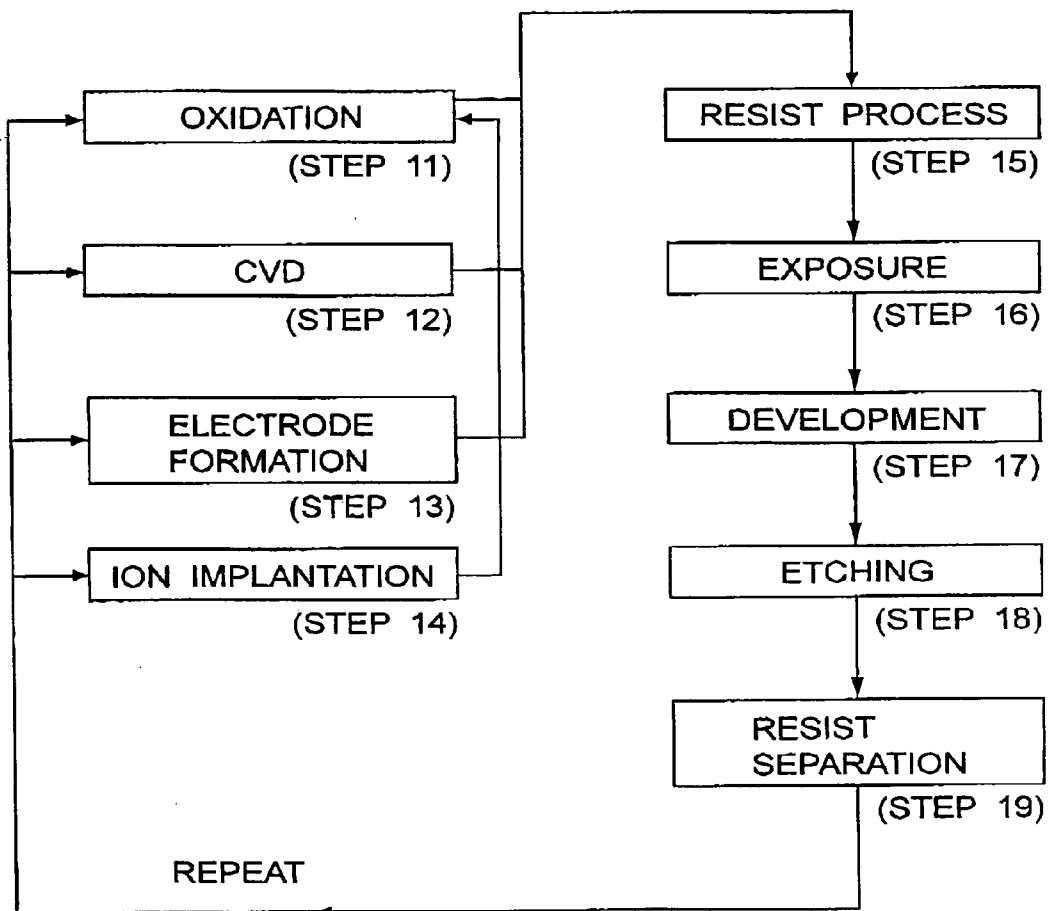 OXIDATION
(STEP 11)
CVD
(STEP 12)
ELECTRODE
FORMATION
(STEP 13)
ION IMPLANTATION
(STEP 14)
RESIST PROCESS
(STEP 15)
EXPOSURE
(STEP 16)
DEVELOPMENT
(STEP 17)
ETCHING
(STEP 18)
RESIST
SEPARATION
(STEP 19)
REPEAT